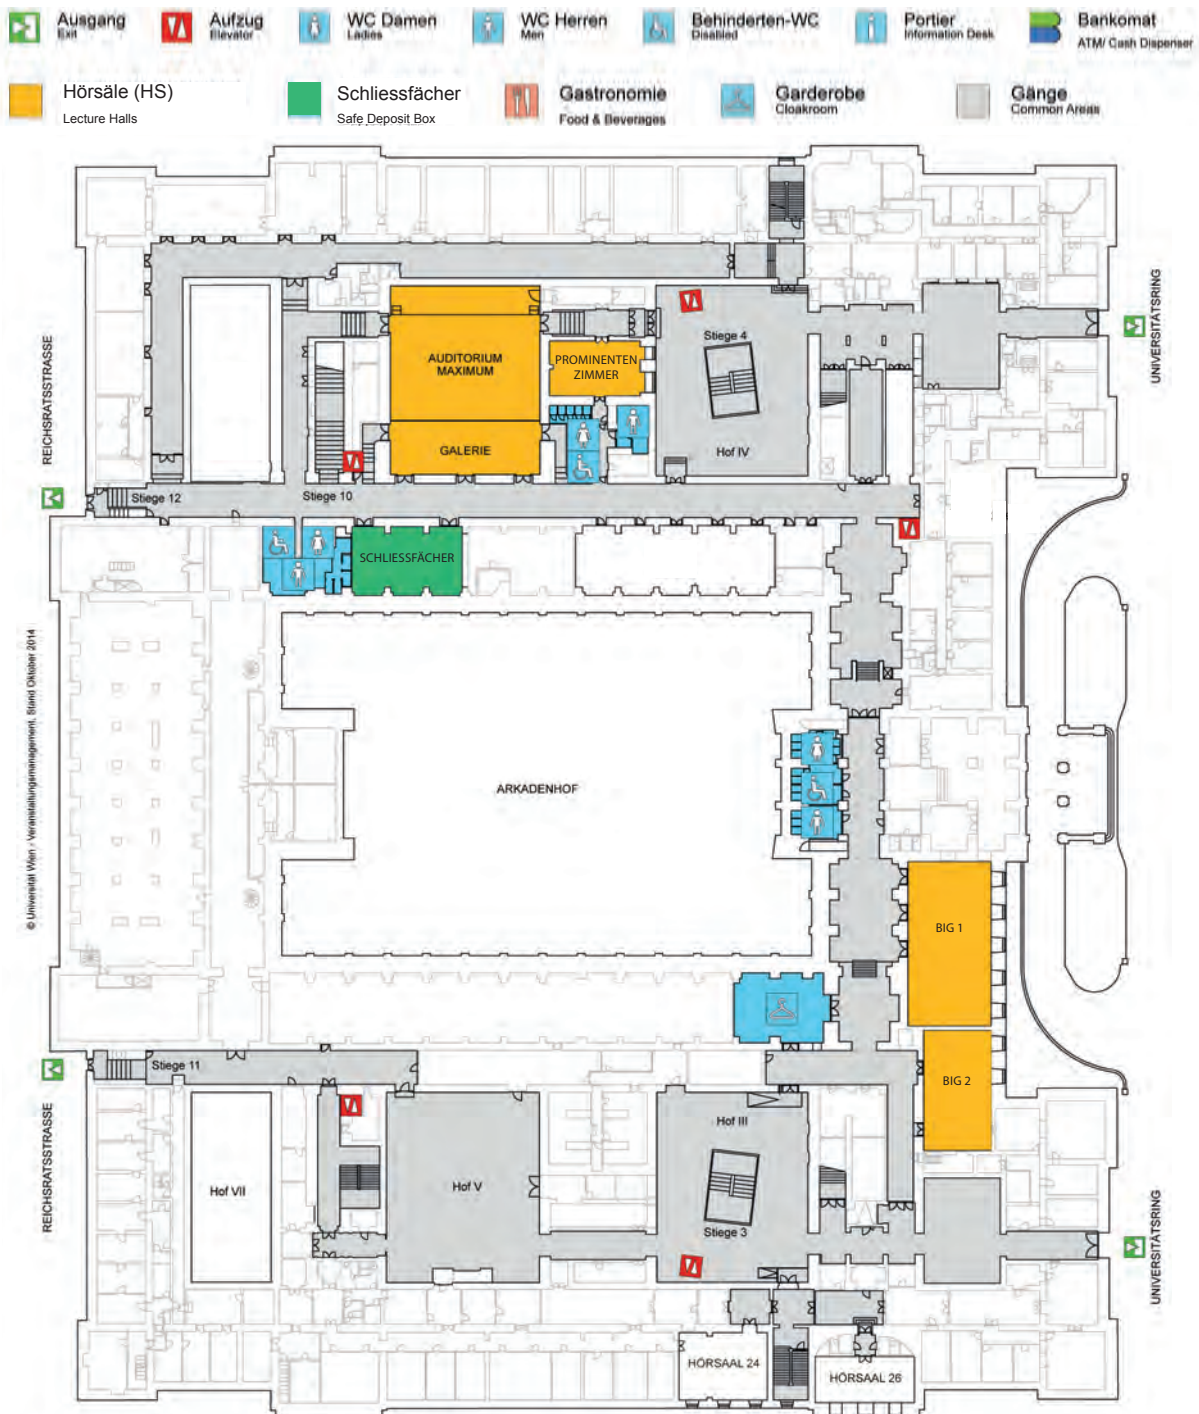 Ausgang
Exit
Aufzug
Elevator
WC Damen
Ladies
WC Herren
Men
Behinderten-WC
Disabled
Portier
Information Desk
Bankomat
ATM/ Cash Dispenser
Hörsäle (HS)
Lecture Halls
Schliessfächer
Safe Deposit Box
Gastronomie
Food & Beverages
Garderobe
Cloakroom
Gänge
Common Areas
REICHSRATSSTRASSE
UNIVERSITÄTSRING
Stiege 4
AUDITORIUM
MAXIMUM
PROMINENTEN
ZIMMER
GALERIE
Hof IV
Stiege 12
Stiege 10
SCHLIESSFÄCHER
© Universität Wien / Veranstaltungsmanagement, Stand Oktober 2014
ARKADENHOF
BIG 1
BIG 2
Stiege 11
REICHSRATSSTRASSE
Hof III
Hof VII
Hof V
Stiege 3
UNIVERSITÄTSRING
HÖRSAAL 24
HÖRSAAL 26